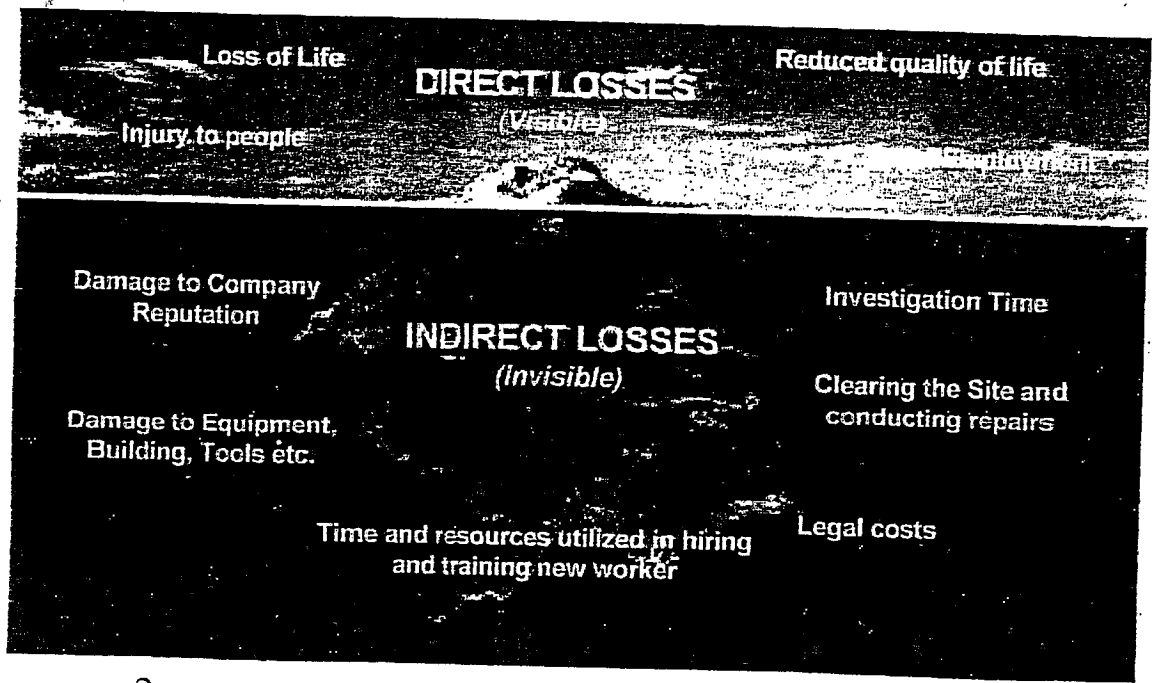 Loss of Life
Reduced quality of life
DIRECT LOSSES
(Visible)
Injury to people
Damage to Company
Reputation
Investigation Time
INDIRECT LOSSES
(Invisible)
Clearing the Site and
conducting repairs
Damage to Equipment,
Building, Tools etc.
Time and resources utilized in hiring
and training new worker
Legal costs